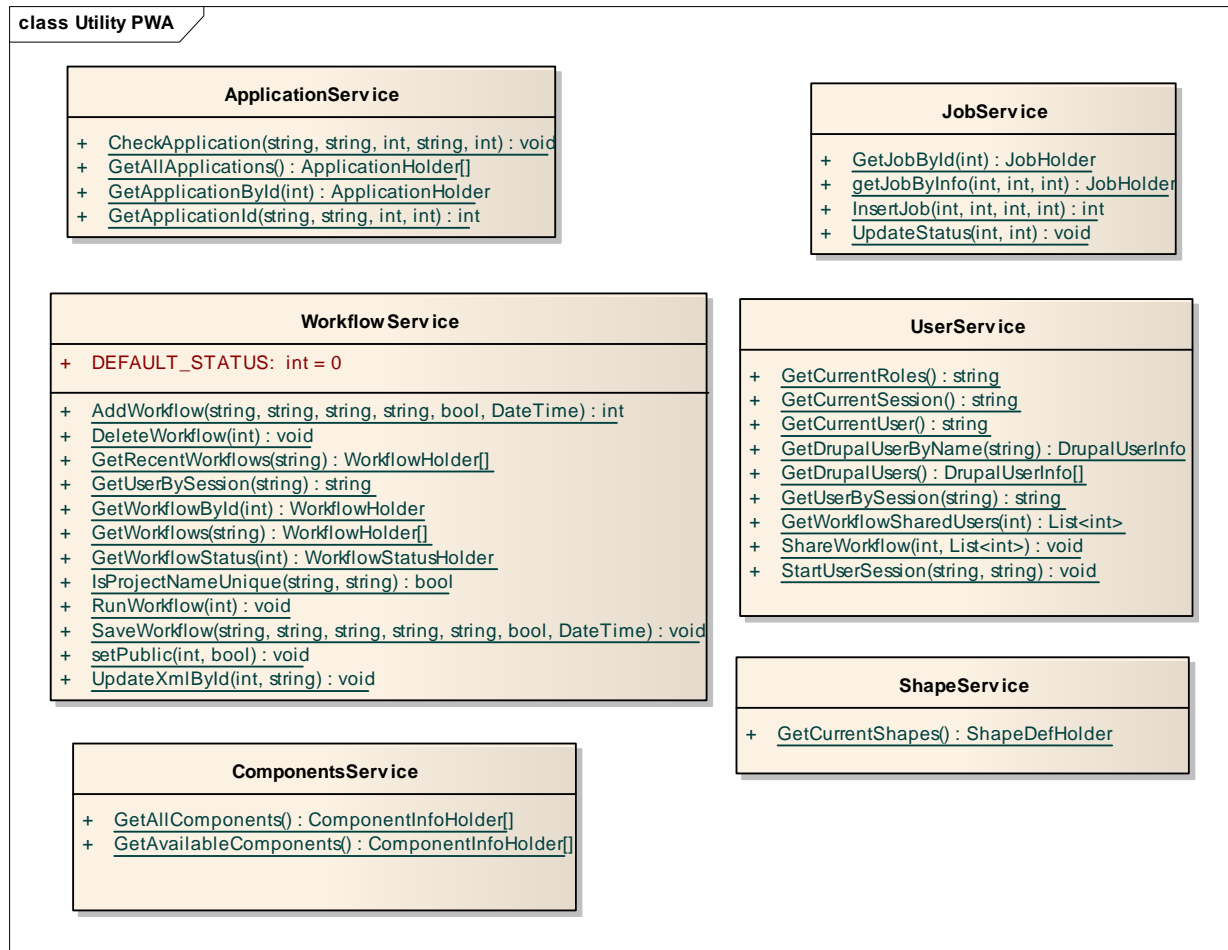 class Utility PWA
ApplicationService
+ CheckApplication(string, string, int, string, int) : void
+ GetAllApplications() : ApplicationHolder[]
+ GetApplicationById(int) : ApplicationHolder
+ GetApplicationId(string, string, int, int) : int
JobService
+ GetJobById(int) : JobHolder
+ getJobByInfo(int, int, int) : JobHolder
+ InsertJob(int, int, int, int) : int
+ UpdateStatus(int, int) : void
WorkflowService
+ DEFAULT_STATUS: int = 0
+ AddWorkflow(string, string, string, string, bool, DateTime) : int
+ DeleteWorkflow(int) : void
+ GetRecentWorkflows(string) : WorkflowHolder[]
+ GetUserBySession(string) : string
+ GetWorkflowById(int) : WorkflowHolder
+ GetWorkflows(string) : WorkflowHolder[]
+ GetWorkflowStatus(int) : WorkflowStatusHolder
+ IsProjectNameUnique(string, string) : bool
+ RunWorkflow(int) : void
+ SaveWorkflow(string, string, string, string, string, bool, DateTime) : void
+ setPublic(int, bool) : void
+ UpdateXmlById(int, string) : void
UserService
+ GetCurrentRoles() : string
+ GetCurrentSession() : string
+ GetCurrentUser() : string
+ GetDrupalUserByName(string) : DrupalUserInfo
+ GetDrupalUsers() : DrupalUserInfo[]
+ GetUserBySession(string) : string
+ GetWorkflowSharedUsers(int) : List<int>
+ ShareWorkflow(int, List<int>) : void
+ StartUserSession(string, string) : void
ShapeService
+ GetCurrentShapes() : ShapeDefHolder
ComponentsService
+ GetAllComponents() : ComponentInfoHolder[]
+ GetAvailableComponents() : ComponentInfoHolder[]